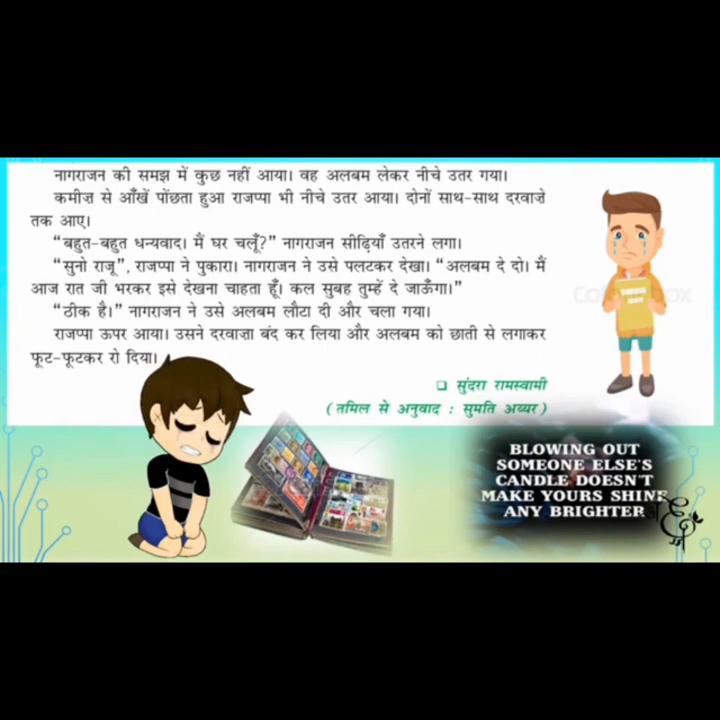 नागराजन की समझ में कुछ नहीं आया। वह अलबम लेकर नीचे उतर गया।
कमीज़ से आँखें पोंछता हुआ राजप्पा भी नीचे उतर आया। दोनों साथ-साथ दरवाज़े
तक आए।
“बहुत-बहुत धन्यवाद। मैं घर चलूँ?” नागराजन सीढ़ियाँ उतरने लगा।
“सुनो राजू”, राजप्पा ने पुकारा। नागराजन ने उसे पलटकर देखा। “अलबम दे दो। मैं
आज रात जी भरकर इसे देखना चाहता हूँ। कल सुबह तुम्हें दे जाऊँगा।”
“ठीक है।” नागराजन ने उसे अलबम लौटा दी और चला गया।
राजप्पा ऊपर आया। उसने दरवाज़ा बंद कर लिया और अलबम को छाती से लगाकर
फूट-फूटकर रो दिया।
❑ सुंदरा रामस्वामी
(तमिल से अनुवाद : सुमति अय्यर)
BLOWING OUT
SOMEONE ELSE'S
CANDLE DOESN'T
MAKE YOURS SHINE
ANY BRIGHTER